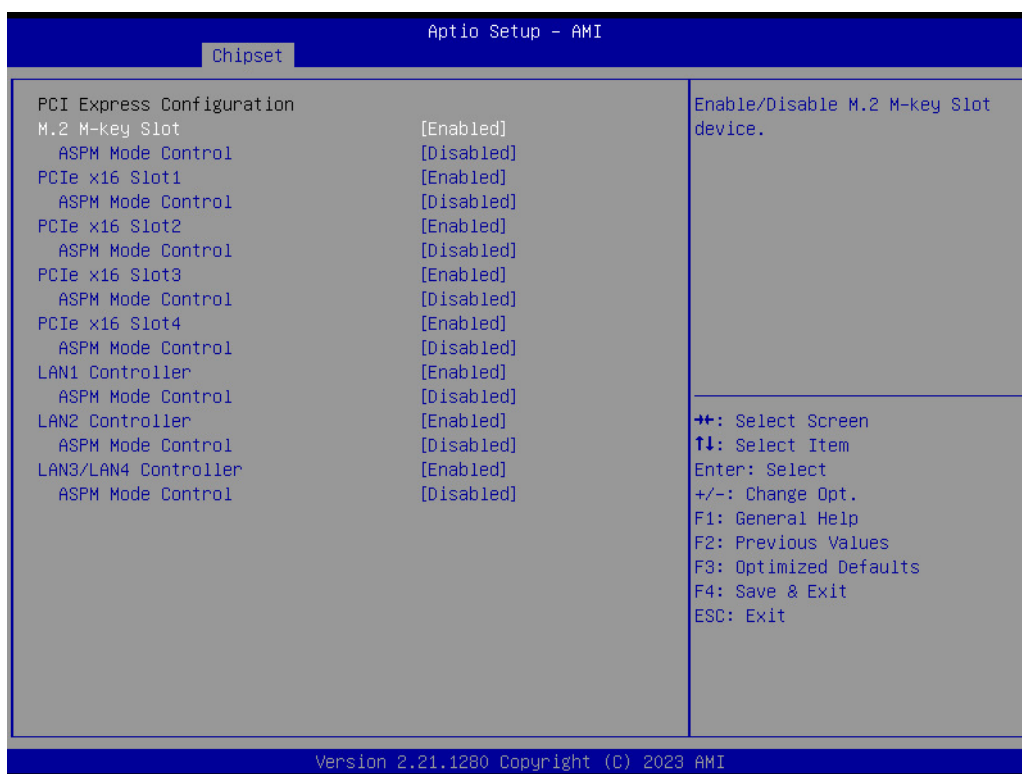 Aptio Setup - AMI
Chipset
PCI Express Configuration
M.2 M-key Slot [Enabled]
ASPM Mode Control [Disabled]
PCIe x16 Slot1 [Enabled]
ASPM Mode Control [Disabled]
PCIe x16 Slot2 [Enabled]
ASPM Mode Control [Disabled]
PCIe x16 Slot3 [Enabled]
ASPM Mode Control [Disabled]
PCIe x16 Slot4 [Enabled]
ASPM Mode Control [Disabled]
LAN1 Controller [Enabled]
ASPM Mode Control [Disabled]
LAN2 Controller [Enabled]
ASPM Mode Control [Disabled]
LAN3/LAN4 Controller [Enabled]
ASPM Mode Control [Disabled]
Enable/Disable M.2 M-key Slot
device.
→←: Select Screen
↑↓: Select Item
Enter: Select
+/-: Change Opt.
F1: General Help
F2: Previous Values
F3: Optimized Defaults
F4: Save & Exit
ESC: Exit
Version 2.21.1280 Copyright (C) 2023 AMI